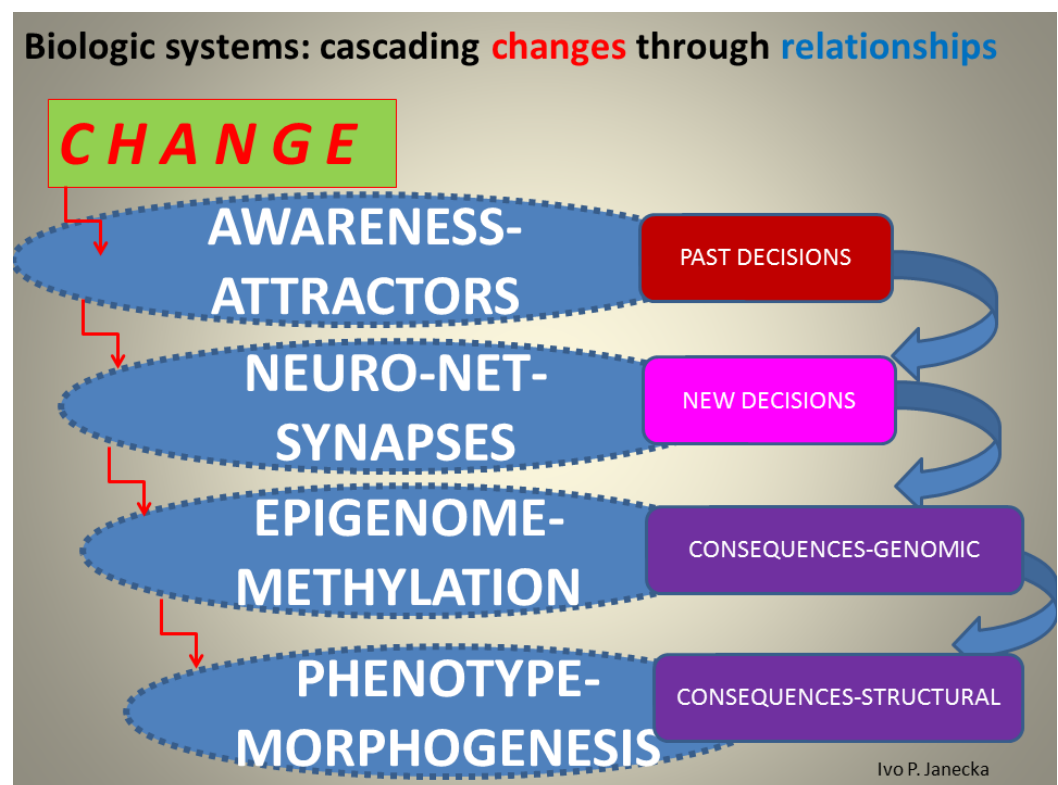 Biologic systems: cascading changes through relationships
C H A N G E
AWARENESS-
ATTRACTORS
PAST DECISIONS
NEURO-NET-
SYNAPSES
NEW DECISIONS
EPIGENOME-
METHYLATION
CONSEQUENCES-GENOMIC
PHENOTYPE-
MORPHOGENESIS
CONSEQUENCES-STRUCTURAL
Ivo P. Janecka